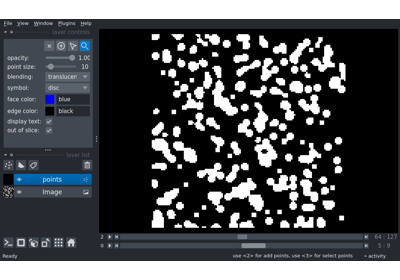 File View Window Plugins Help
layer controls
opacity: 1.00
point size: 10
blending: translucen
symbol: disc
face color: blue
edge color: black
display text:
out of slice:
layer list
points
Image
2 64 127
0 5 9
Ready use <2> for add points, use <3> for select points activity